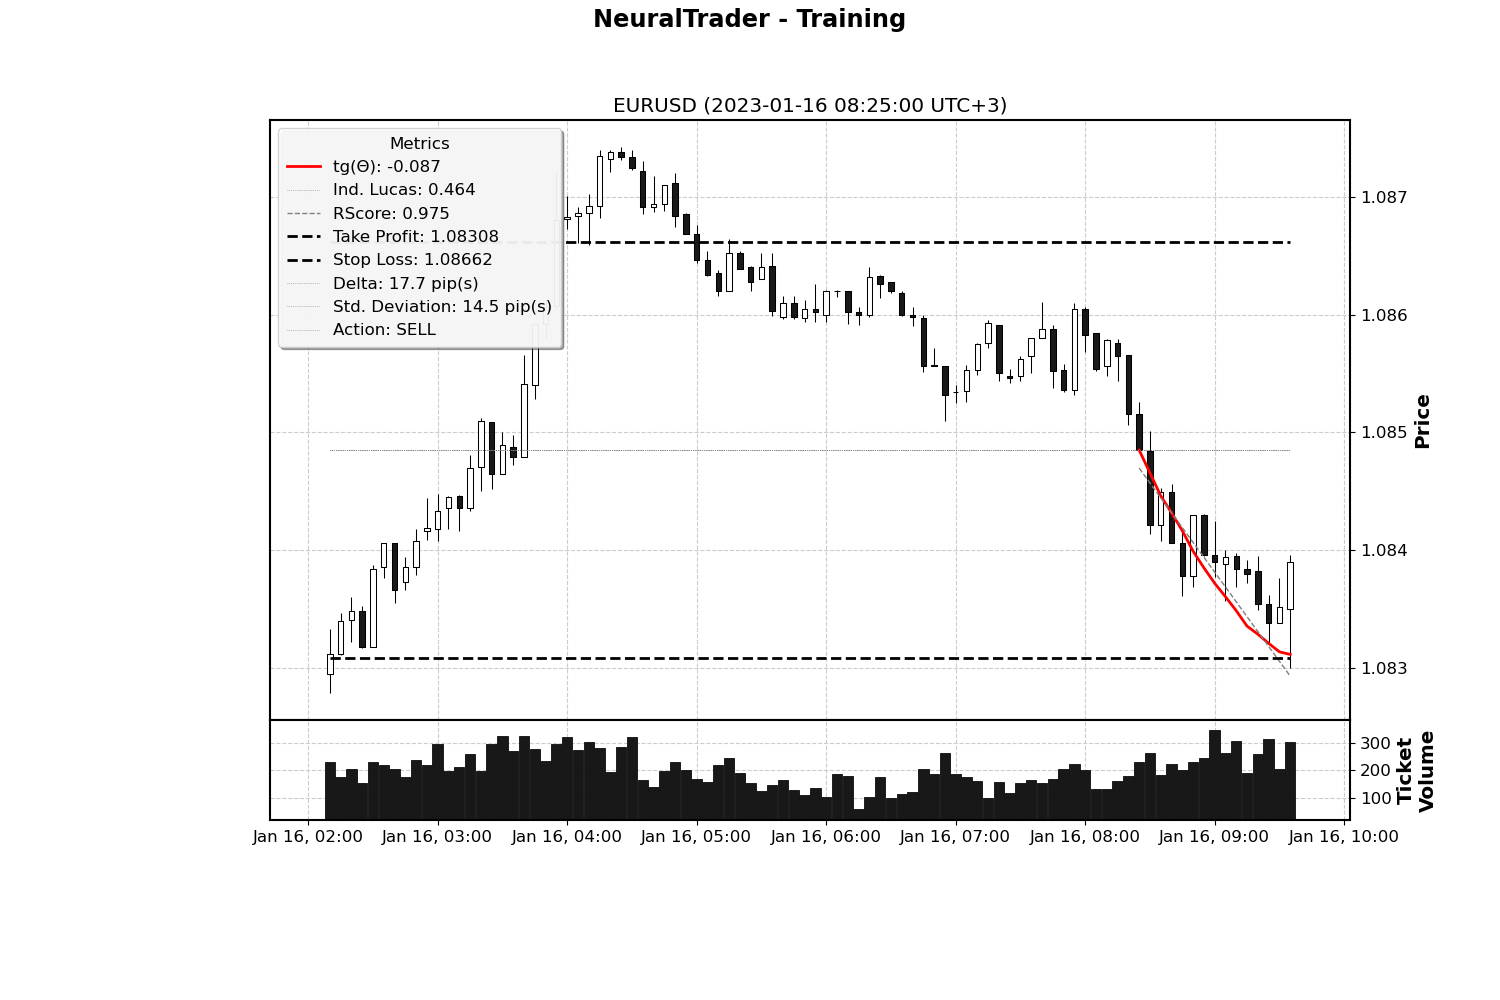 NeuralTrader - Training
EURUSD (2023-01-16 08:25:00 UTC+3)
Metrics
tg(Θ): -0.087
Ind. Lucas: 0.464
RScore: 0.975
Take Profit: 1.08308
Stop Loss: 1.08662
Delta: 17.7 pip(s)
Std. Deviation: 14.5 pip(s)
Action: SELL
1.087
1.086
1.085
1.084
1.083
Price
300
200
100
Ticket
Volume
Jan 16, 02:00
Jan 16, 03:00
Jan 16, 04:00
Jan 16, 05:00
Jan 16, 06:00
Jan 16, 07:00
Jan 16, 08:00
Jan 16, 09:00
Jan 16, 10:00